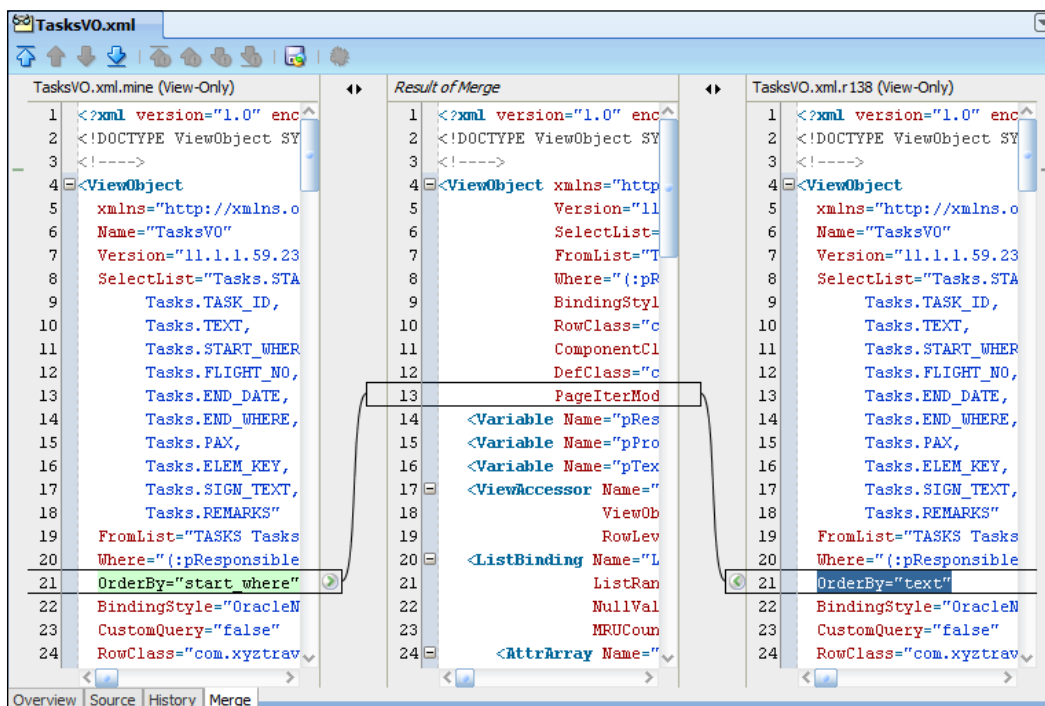 TasksVO.xml
TasksVO.xml.mine (View-Only)
1 <?xml version="1.0" enc
2 <!DOCTYPE ViewObject SY
3 <!---->
4 <ViewObject
5 xmlns="http://xmlns.o
6 Name="TasksVO"
7 Version="11.1.1.59.23
8 SelectList="Tasks.STA
9 Tasks.TASK_ID,
10 Tasks.TEXT,
11 Tasks.START_WHER
12 Tasks.FLIGHT_NO,
13 Tasks.END_DATE,
14 Tasks.END_WHERE,
15 Tasks.PAX,
16 Tasks.ELEM_KEY,
17 Tasks.SIGN_TEXT,
18 Tasks.REMARKS"
19 FromList="TASKS Tasks
20 Where="(:pResponsible
21 OrderBy="start_where"
22 BindingStyle="OracleN
23 CustomQuery="false"
24 RowClass="com.xyztrav
Result of Merge
1 <?xml version="1.0" enc
2 <!DOCTYPE ViewObject SY
3 <!---->
4 <ViewObject xmlns="http
5 Version="11
6 SelectList=
7 FromList="T
8 Where="(:pR
9 BindingStyl
10 RowClass="c
11 ComponentCl
12 DefClass="c
13 PageIterMod
14 <Variable Name="pRes
15 <Variable Name="pPro
16 <Variable Name="pTex
17 <ViewAccessor Name="
18 ViewOb
19 RowLev
20 <ListBinding Name="L
21 ListRan
22 NullVal
23 MRUCoun
24 <AttrArray Name="
TasksVO.xml.r138 (View-Only)
1 <?xml version="1.0" enc
2 <!DOCTYPE ViewObject SY
3 <!---->
4 <ViewObject
5 xmlns="http://xmlns.o
6 Name="TasksVO"
7 Version="11.1.1.59.23
8 SelectList="Tasks.STA
9 Tasks.TASK_ID,
10 Tasks.TEXT,
11 Tasks.START_WHER
12 Tasks.FLIGHT_NO,
13 Tasks.END_DATE,
14 Tasks.END_WHERE,
15 Tasks.PAX,
16 Tasks.ELEM_KEY,
17 Tasks.SIGN_TEXT,
18 Tasks.REMARKS"
19 FromList="TASKS Tasks
20 Where="(:pResponsible
21 OrderBy="text"
22 BindingStyle="OracleN
23 CustomQuery="false"
24 RowClass="com.xyztrav
Overview Source History Merge